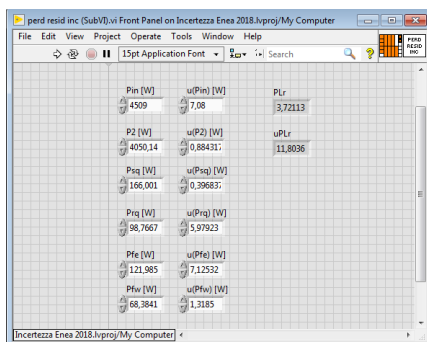 perd resid inc (SubVI).vi Front Panel on Incertezza Enea 2018.lvproj/My Computer
File Edit View Project Operate Tools Window Help
15pt Application Font Search
PERD
RESID
INC
Pin [W] u(Pin) [W] PLr
4509 7,08 3,72113
P2 [W] u(P2) [W] uPLr
4050,14 0,884317 11,8036
Psq [W] u(Psq) [W]
166,001 0,39683
Prq [W] u(Prq) [W]
98,7667 5,97923
Pfe [W] u(Pfe) [W]
121,985 7,12532
Pfw [W] u(Pfw) [W]
68,3841 1,3185
Incertezza Enea 2018.lvproj/My Computer